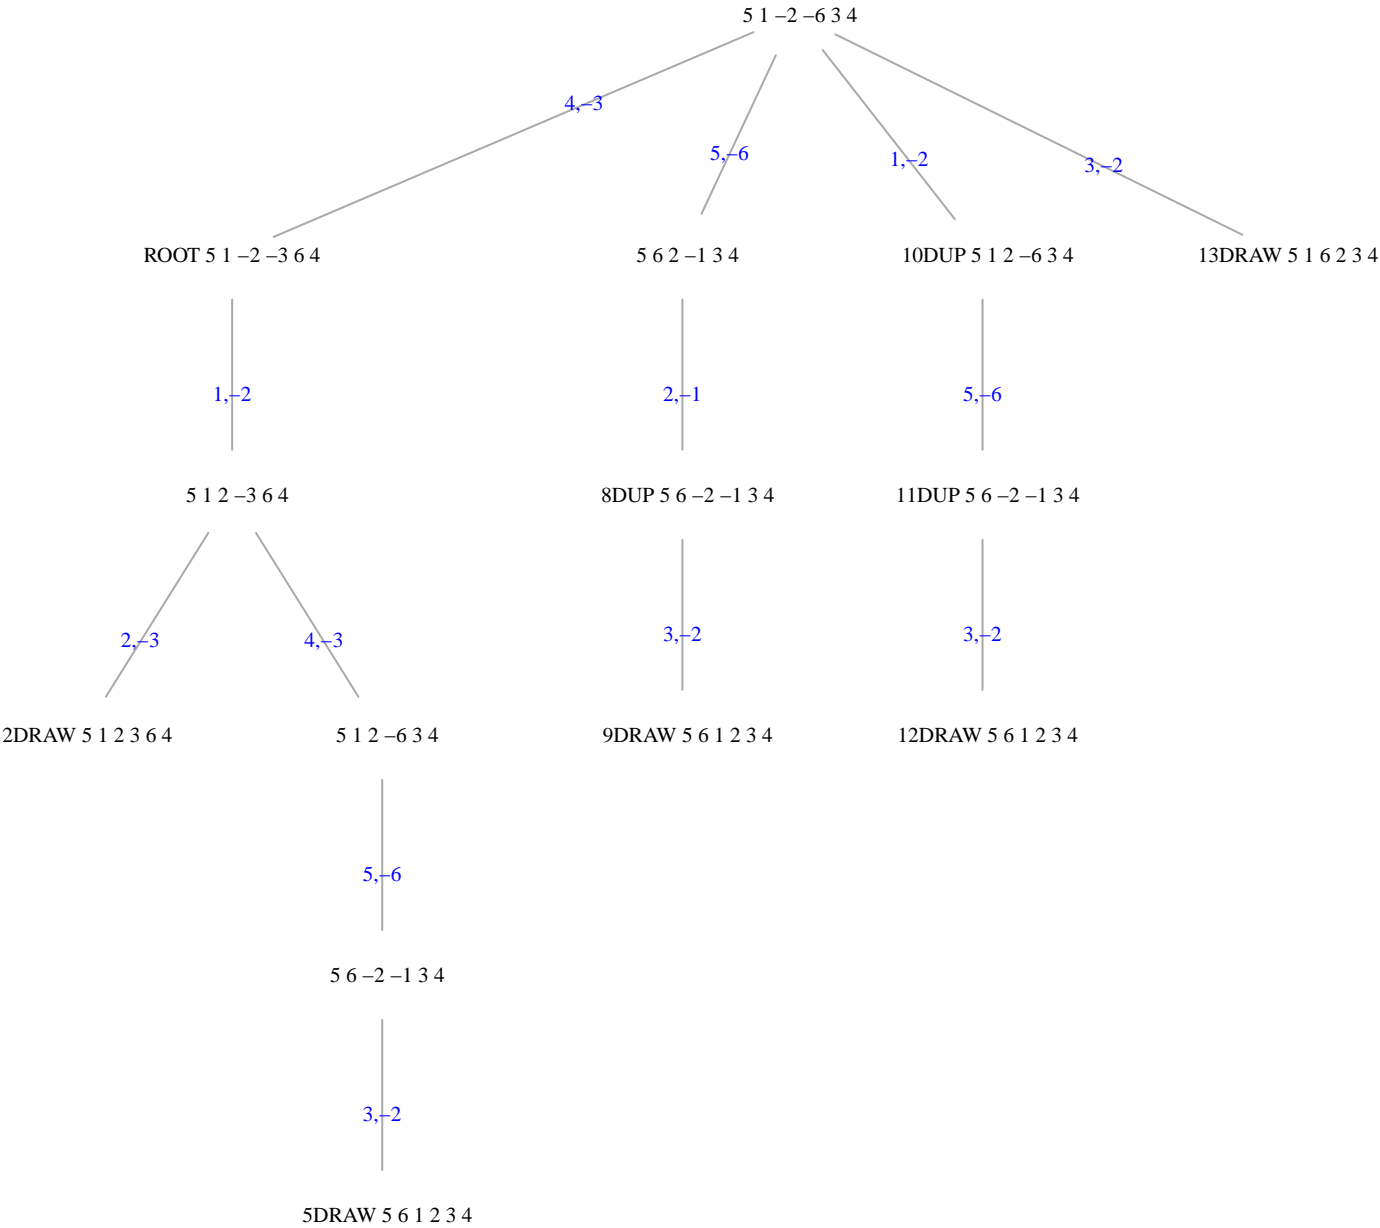 5 1 –2 –6 3 4
4,–3
5,–6
1,–2
3,–2
ROOT 5 1 –2 –3 6 4
5 6 2 –1 3 4
10DUP 5 1 2 –6 3 4
13DRAW 5 1 6 2 3 4
1,–2
2,–1
5,–6
5 1 2 –3 6 4
8DUP 5 6 –2 –1 3 4
11DUP 5 6 –2 –1 3 4
2,–3
4,–3
3,–2
3,–2
2DRAW 5 1 2 3 6 4
5 1 2 –6 3 4
9DRAW 5 6 1 2 3 4
12DRAW 5 6 1 2 3 4
5,–6
5 6 –2 –1 3 4
3,–2
5DRAW 5 6 1 2 3 4